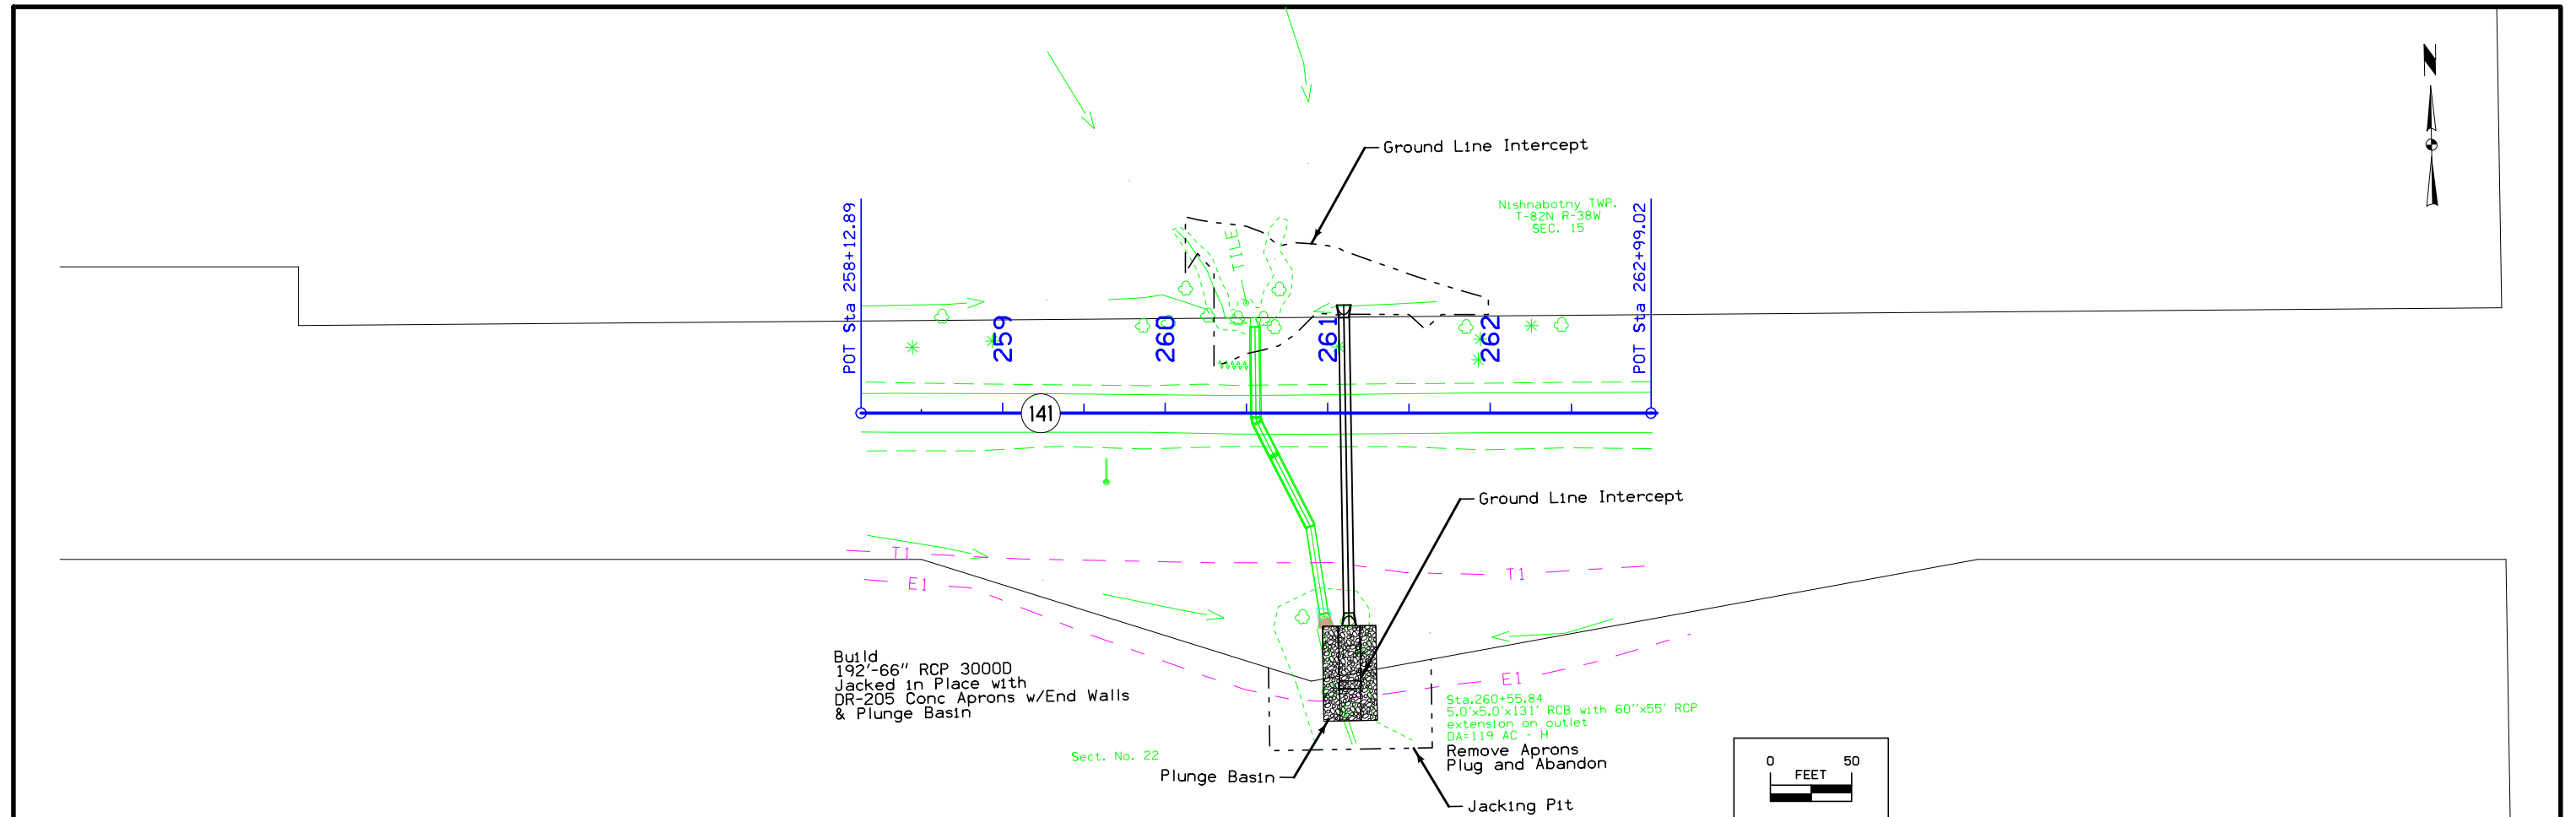 N
Ground Line Intercept
Nishnabotny TWP.
T-82N R-38W
SEC. 15
POT Sta 258+12.89
POT Sta 262+99.02
TILE
259
260
261
262
141
Ground Line Intercept
T1
T1
E1
E1
Build
192'-66" RCP 3000D
Jacked in Place with
DR-205 Conc Aprons w/End Walls
& Plunge Basin
Sta.260+55.84
5.0'x5.0'x131' RCB with 60"x55' RCP
extension on outlet
DA=119 AC - H
Remove Aprons
Plug and Abandon
Sect. No. 22
Plunge Basin
Jacking Pit
0 50
FEET